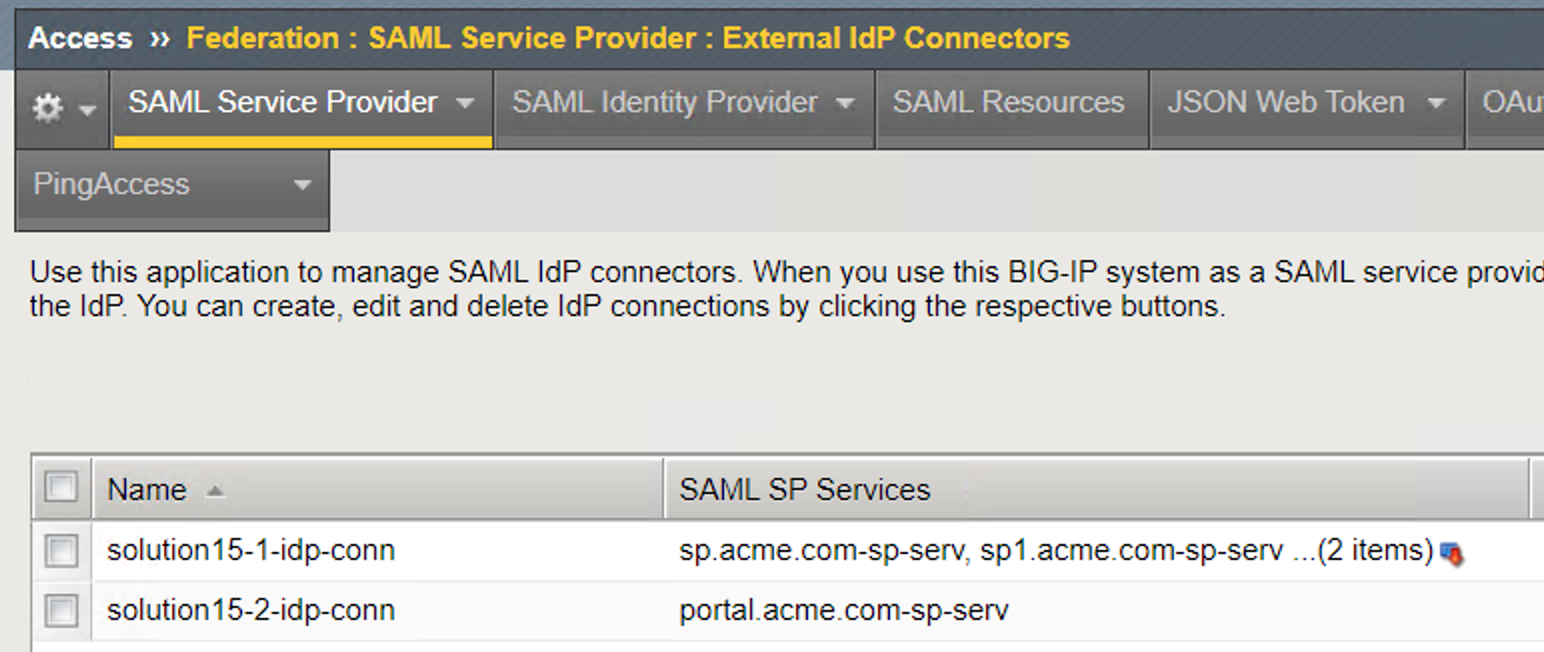 Access ›› Federation : SAML Service Provider : External IdP Connectors
SAML Service Provider SAML Identity Provider SAML Resources JSON Web Token
PingAccess
Use this application to manage SAML IdP connectors. When you use this BIG-IP system as a SAML service
the IdP. You can create, edit and delete IdP connections by clicking the respective buttons.
Name SAML SP Services
solution15-1-idp-conn sp.acme.com-sp-serv, sp1.acme.com-sp-serv ...(2 items)
solution15-2-idp-conn portal.acme.com-sp-serv